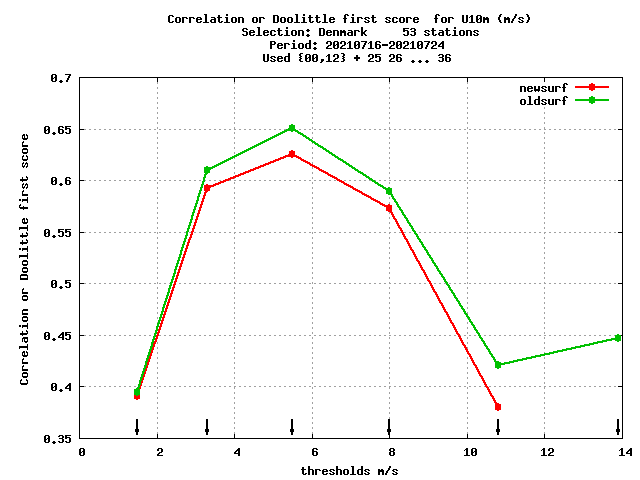 Correlation or Doolittle first score  for U10m (m/s)
Selection: Denmark     53 stations
Period: 20210716-20210724
Used {00,12} + 25 26 ... 36
newsurf
oldsurf
Correlation or Doolittle first score
0.7
0.65
0.6
0.55
0.5
0.45
0.4
0.35
0 2 4 6 8 10 12 14
thresholds m/s